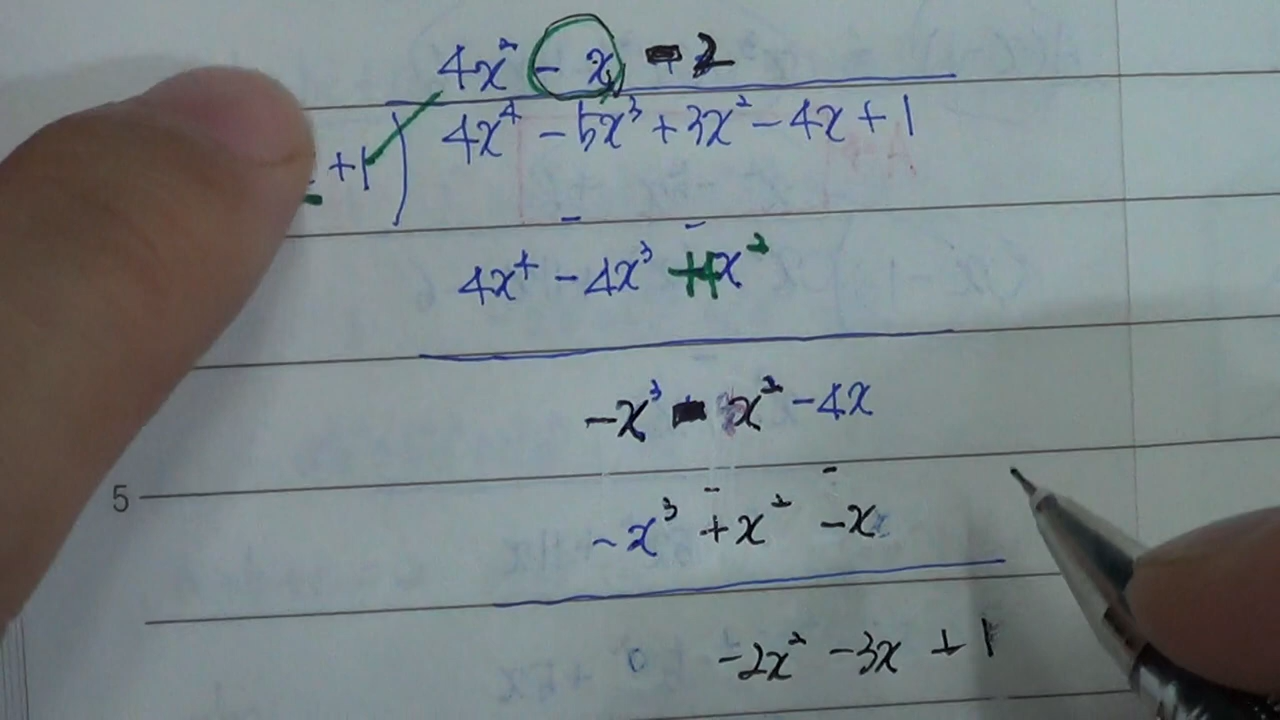 4x² - x - 2
+1 ) 4x⁴ - 5x³ + 3x² - 4x + 1
4x⁴ - 4x³ +4x²
-x³ - x² - 4x
5
-x³ + x² - x
-2x² - 3x + 1